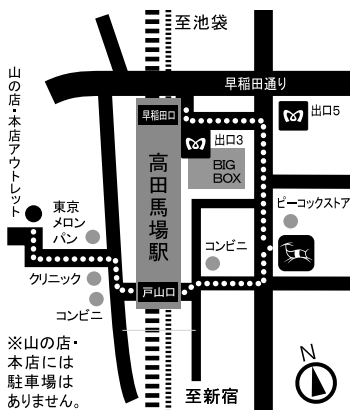 至池袋
早稲田通り
山の店・本店アウトレット
早稲田口
出口5
出口3
BIG
BOX
高田馬場駅
東京
メロン
パン
ピーコックストア
コンビニ
クリニック
戸山口
コンビニ
※山の店・
本店には
駐車場は
ありません。
至新宿
N